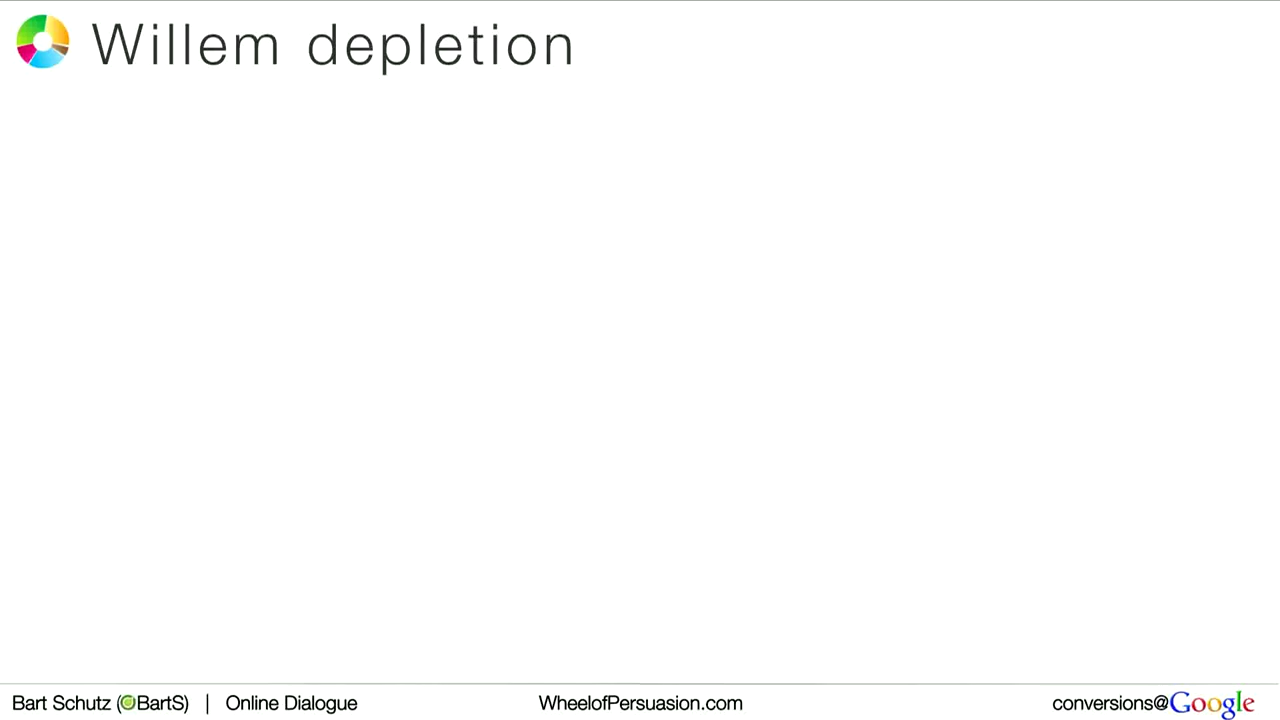 Willem depletion
Bart Schutz (@BartS) | Online Dialogue
WheelofPersuasion.com
conversions@Google